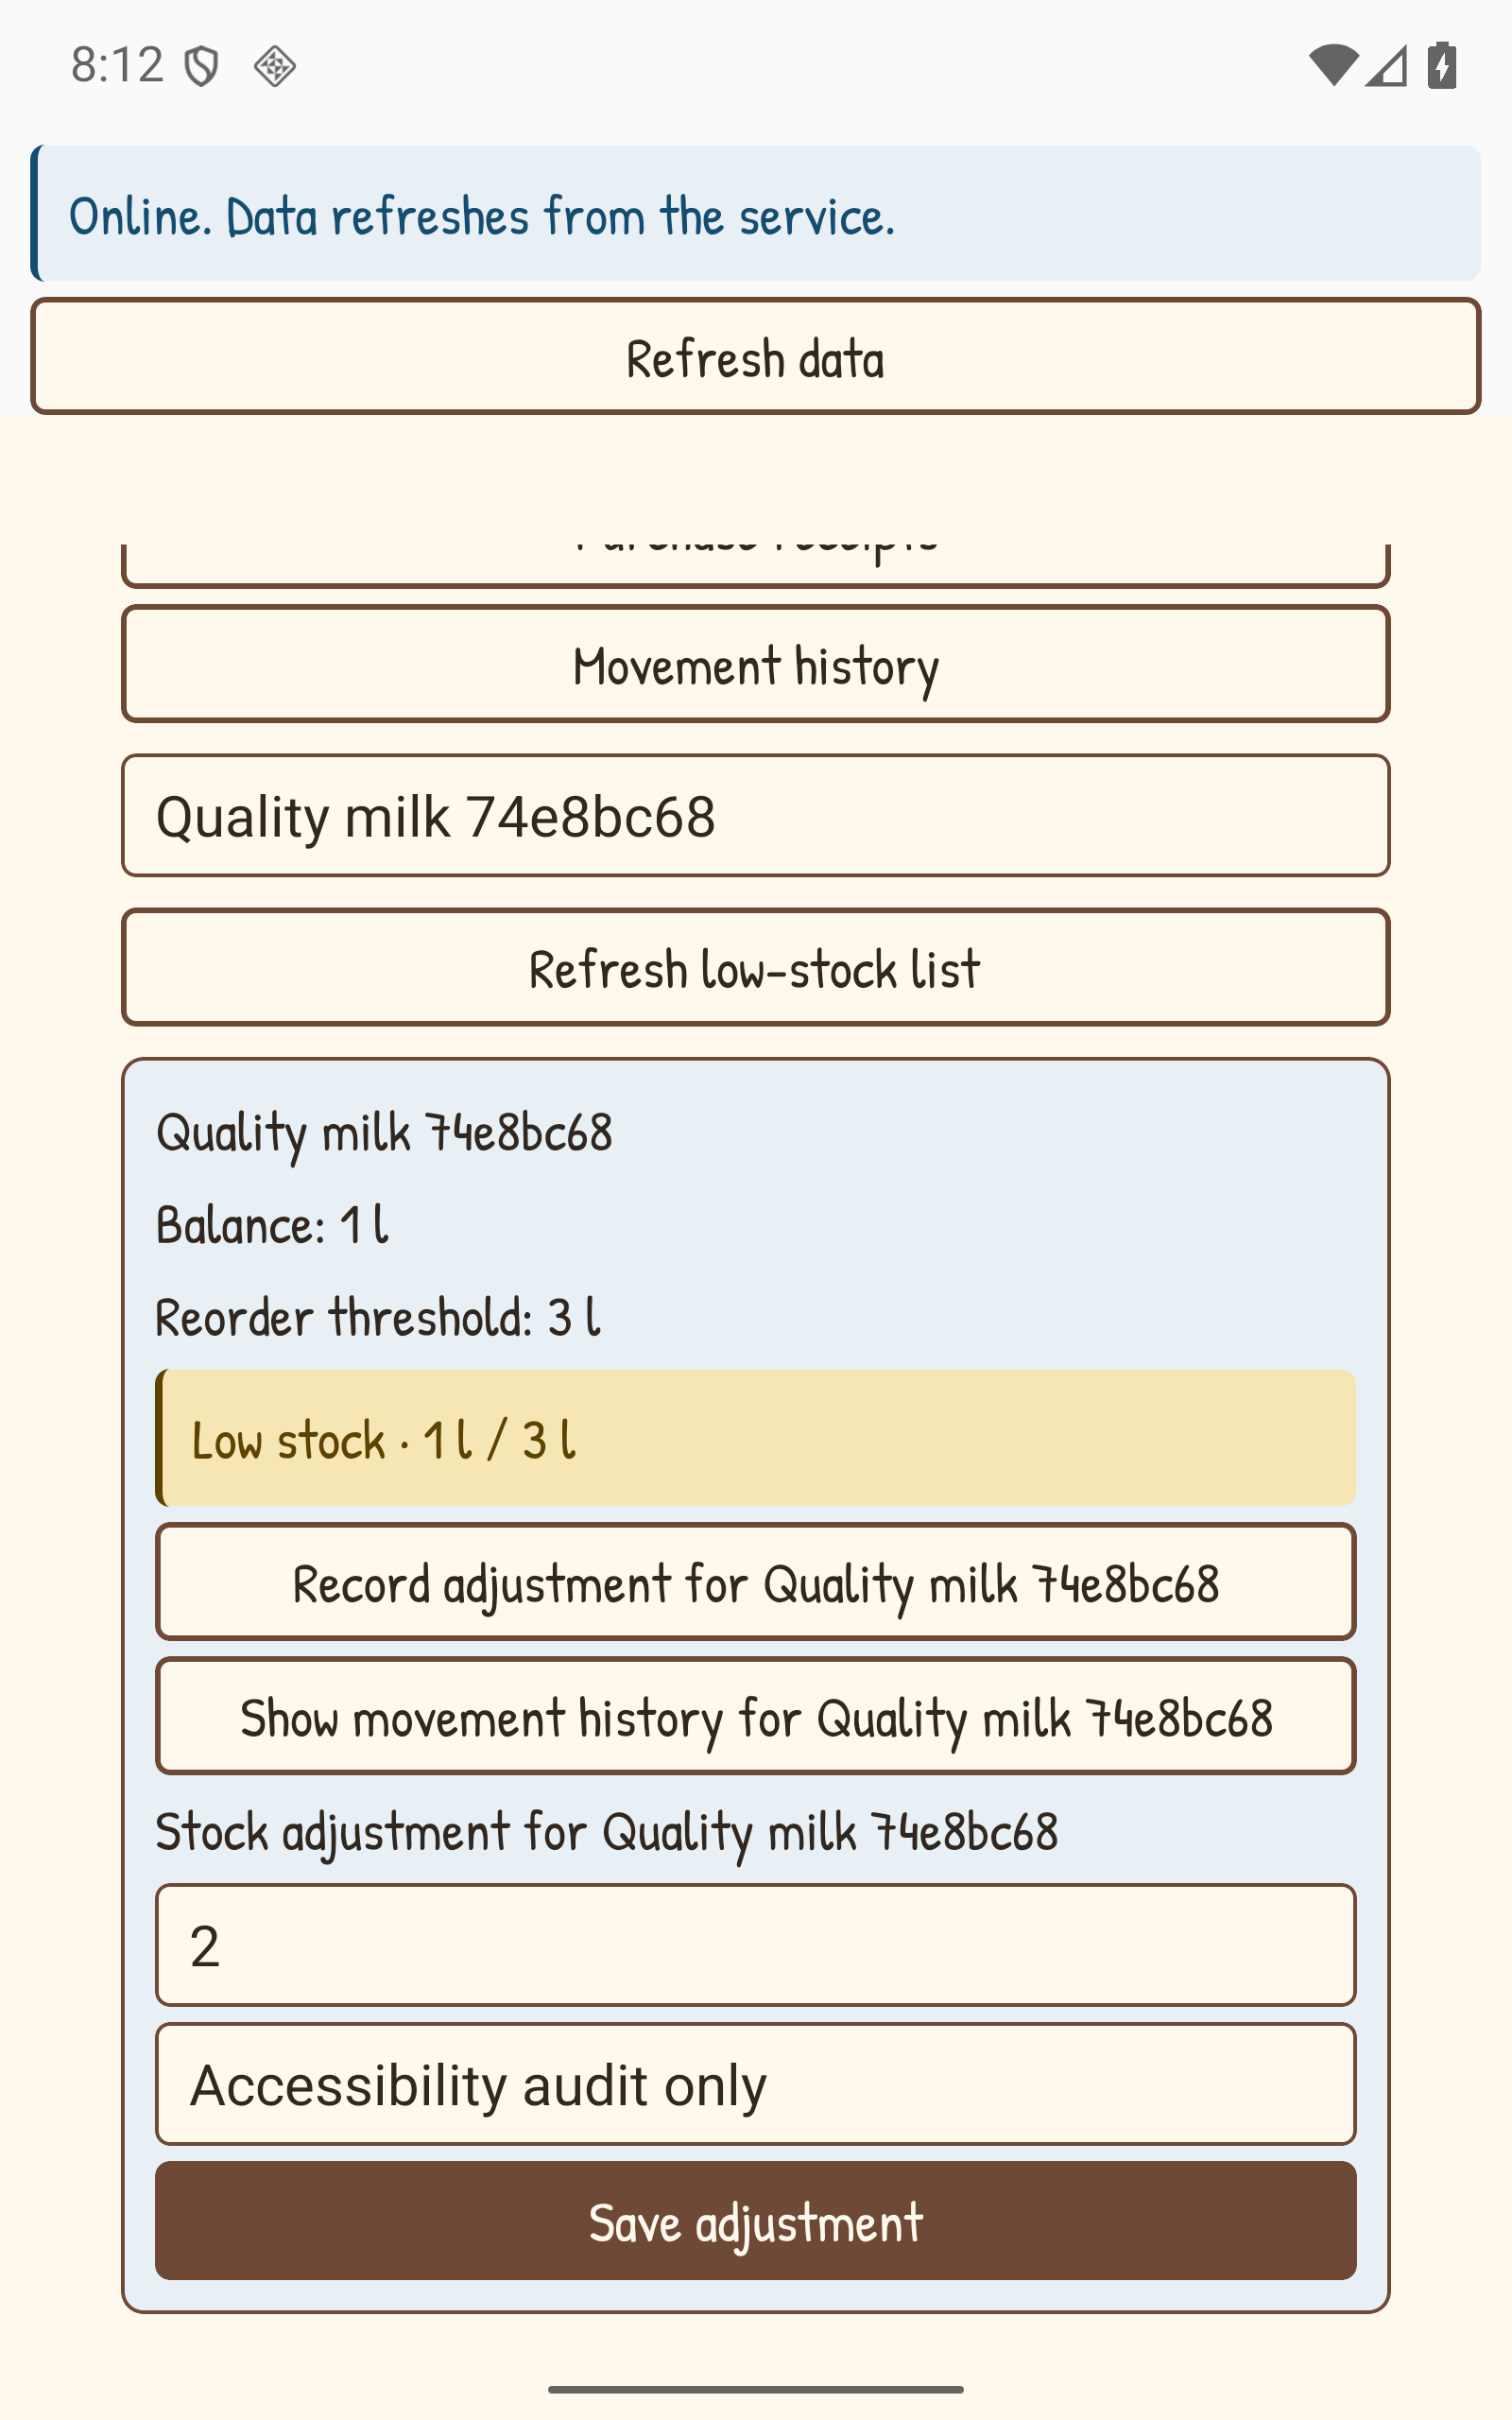 8:12
Online. Data refreshes from the service.
Refresh data
Purchase receipts
Movement history
Quality milk 74e8bc68
Refresh low-stock list
Quality milk 74e8bc68
Balance: 1 l
Reorder threshold: 3 l
Low stock · 1 l / 3 l
Record adjustment for Quality milk 74e8bc68
Show movement history for Quality milk 74e8bc68
Stock adjustment for Quality milk 74e8bc68
2
Accessibility audit only
Save adjustment